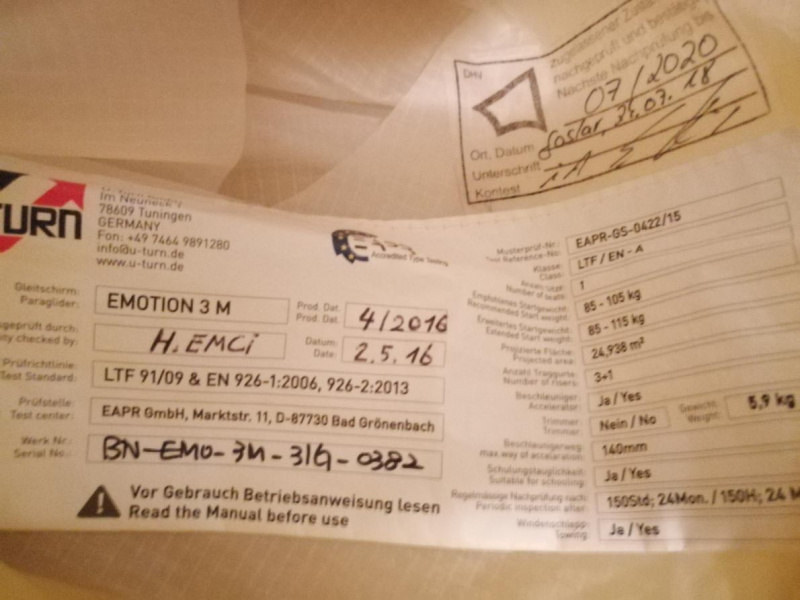 DHV
zugelassener
nachgeprüft und bestätigt
Nächste Nachprüfung bis
07/2020
Ort, Datum Goslar, 31.07.18
Unterschrift
Kontest
TURN
Im Neuneck
78609 Tuningen
GERMANY
Fon: +49 7464 9891280
info@u-turn.de
www.u-turn.de
EAPR
Accredited Type Testing
Gleitschirm:
Paraglider:
EMOTION 3 M
Prod. Dat.
Prod. Dat.
4/2016
geprüft durch:
checked by:
H. EMCI
Datum:
Date:
2.5.16
Prüfrichtlinie:
Test Standard:
LTF 91/09 & EN 926-1:2006, 926-2:2013
Prüfstelle:
Test center:
EAPR GmbH, Marktstr. 11, D-87730 Bad Grönenbach
Werk Nr.:
Serial No.:
BN-EMO-3M-31G-0382
Vor Gebrauch Betriebsanweisung lesen
Read the Manual before use
Musterprüf-Nr.:
Test Reference-No.:
EAPR-GS-0422/15
Klasse:
Class:
LTF / EN - A
Anzahl Sitze:
Number of seats:
1
Empfohlenes Startgewicht:
Recommended Start weight:
85 - 105 kg
Erweitertes Startgewicht:
Extended Start weight:
85 - 115 kg
Projizierte Fläche:
Projected area:
24,938 m²
Anzahl Traggurte:
Number of risers:
3+1
Beschleuniger:
Accelerator:
Ja / Yes
Trimmer:
Trimmer:
Nein / No
Gewicht:
Weight:
5,9 kg
Beschleunigerweg:
max. way of accelaration:
140mm
Schulungstauglichkeit:
Suitable for schooling:
Ja / Yes
Regelmässige Nachprüfung nach:
Periodic inspection after:
150Std; 24Mon. / 150H; 24 M
Windenschlepp:
Towing:
Ja / Yes